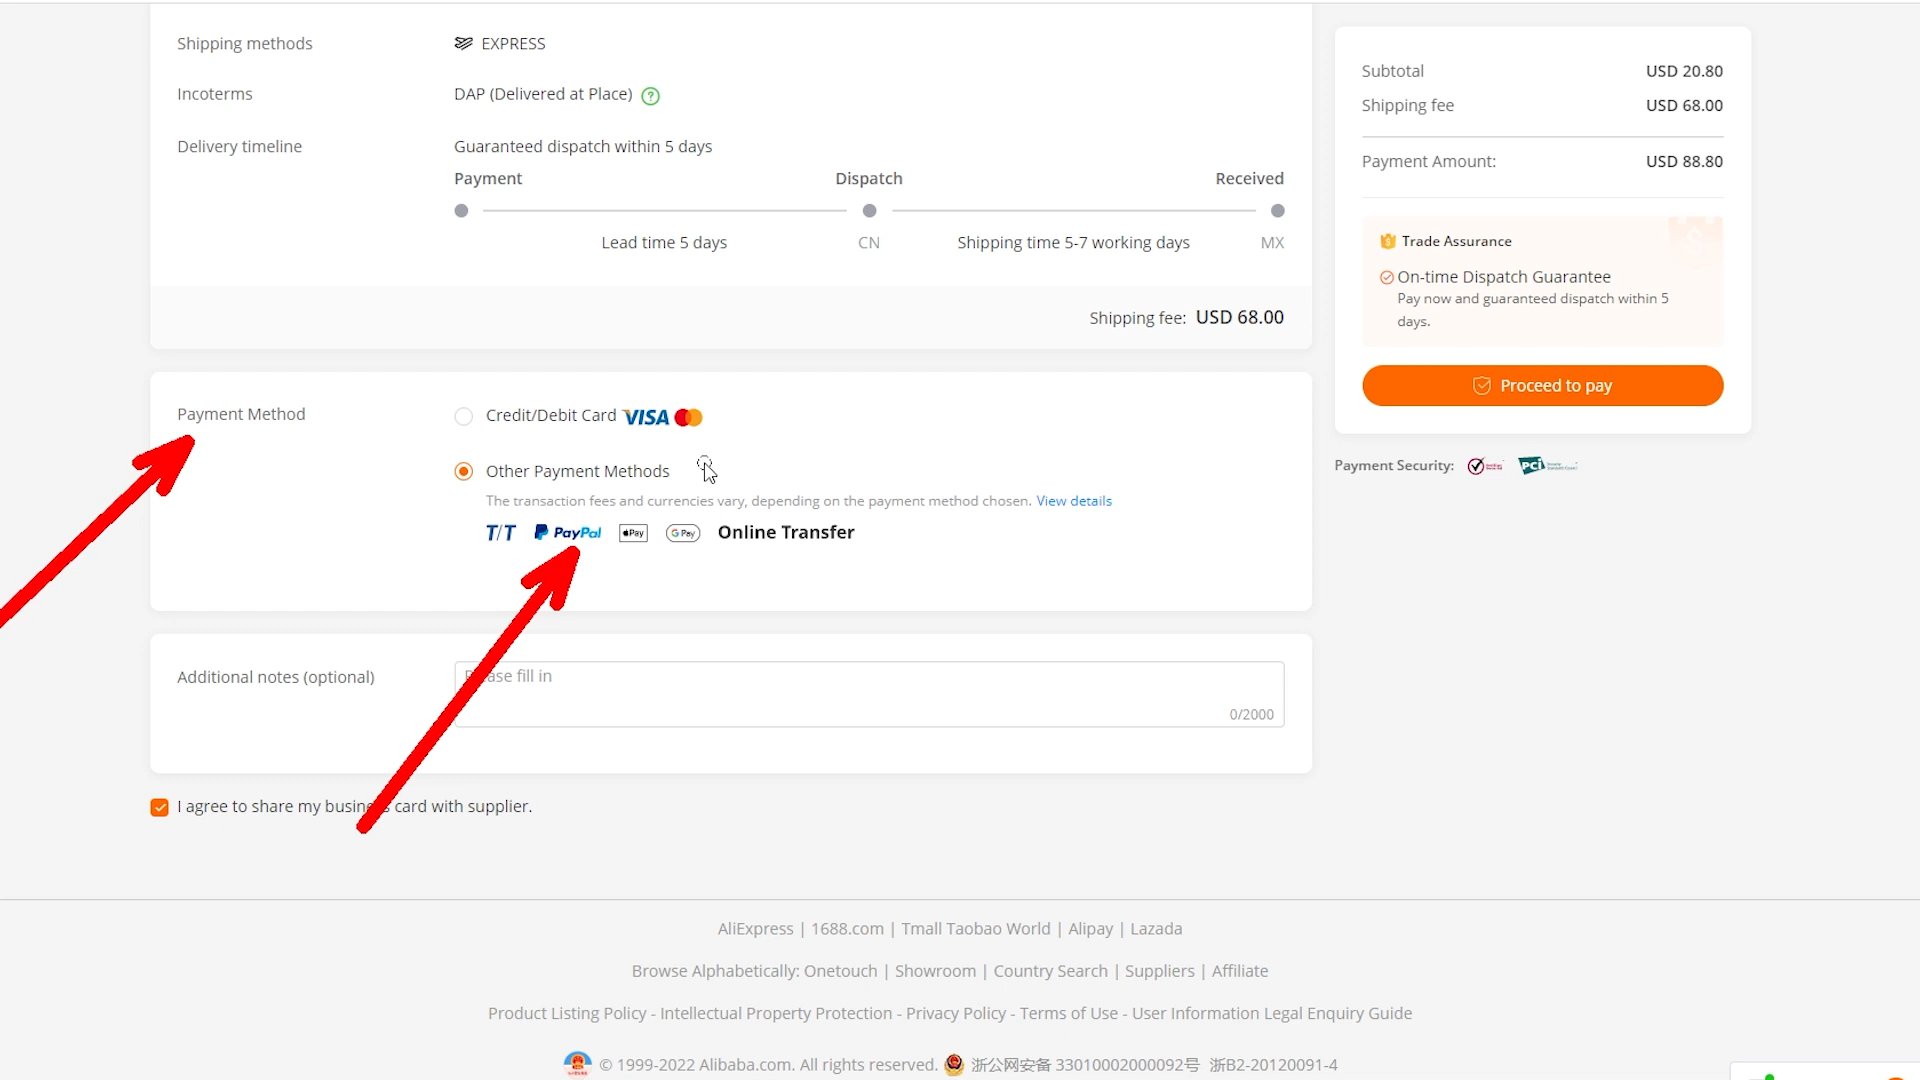 Shipping methods EXPRESS
Incoterms DAP (Delivered at Place) ?
Delivery timeline Guaranteed dispatch within 5 days
Payment Dispatch Received
Lead time 5 days CN Shipping time 5-7 working days MX
Shipping fee: USD 68.00
Payment Method Credit/Debit Card VISA
Other Payment Methods
The transaction fees and currencies vary, depending on the payment method chosen. View details
T/T PayPal Pay G Pay Online Transfer
Additional notes (optional) fill in
0/2000
I agree to share my business card with supplier.
Subtotal USD 20.80
Shipping fee USD 68.00
Payment Amount: USD 88.80
Trade Assurance
On-time Dispatch Guarantee
Pay now and guaranteed dispatch within 5
days.
Proceed to pay
Payment Security: PCI
AliExpress | 1688.com | Tmall Taobao World | Alipay | Lazada
Browse Alphabetically: Onetouch | Showroom | Country Search | Suppliers | Affiliate
Product Listing Policy - Intellectual Property Protection - Privacy Policy - Terms of Use - User Information Legal Enquiry Guide
© 1999-2022 Alibaba.com. All rights reserved. 浙公网安备 33010002000092号 浙B2-20120091-4